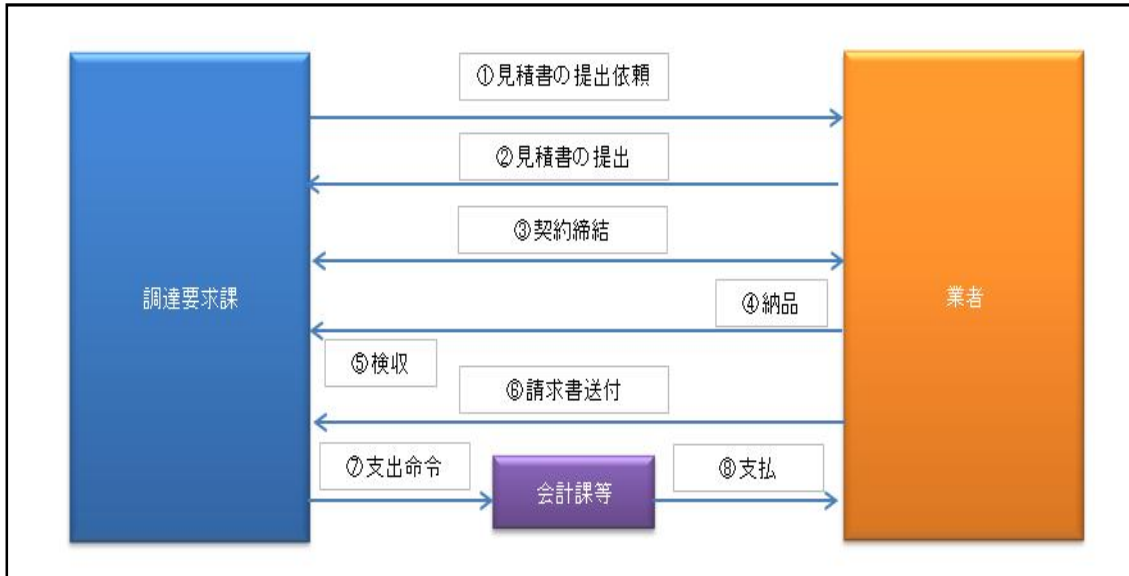 ①見積書の提出依頼
②見積書の提出
③契約締結
調達要求課
業者
④納品
⑤検収
⑥請求書送付
⑦支出命令
会計課等
⑧支払